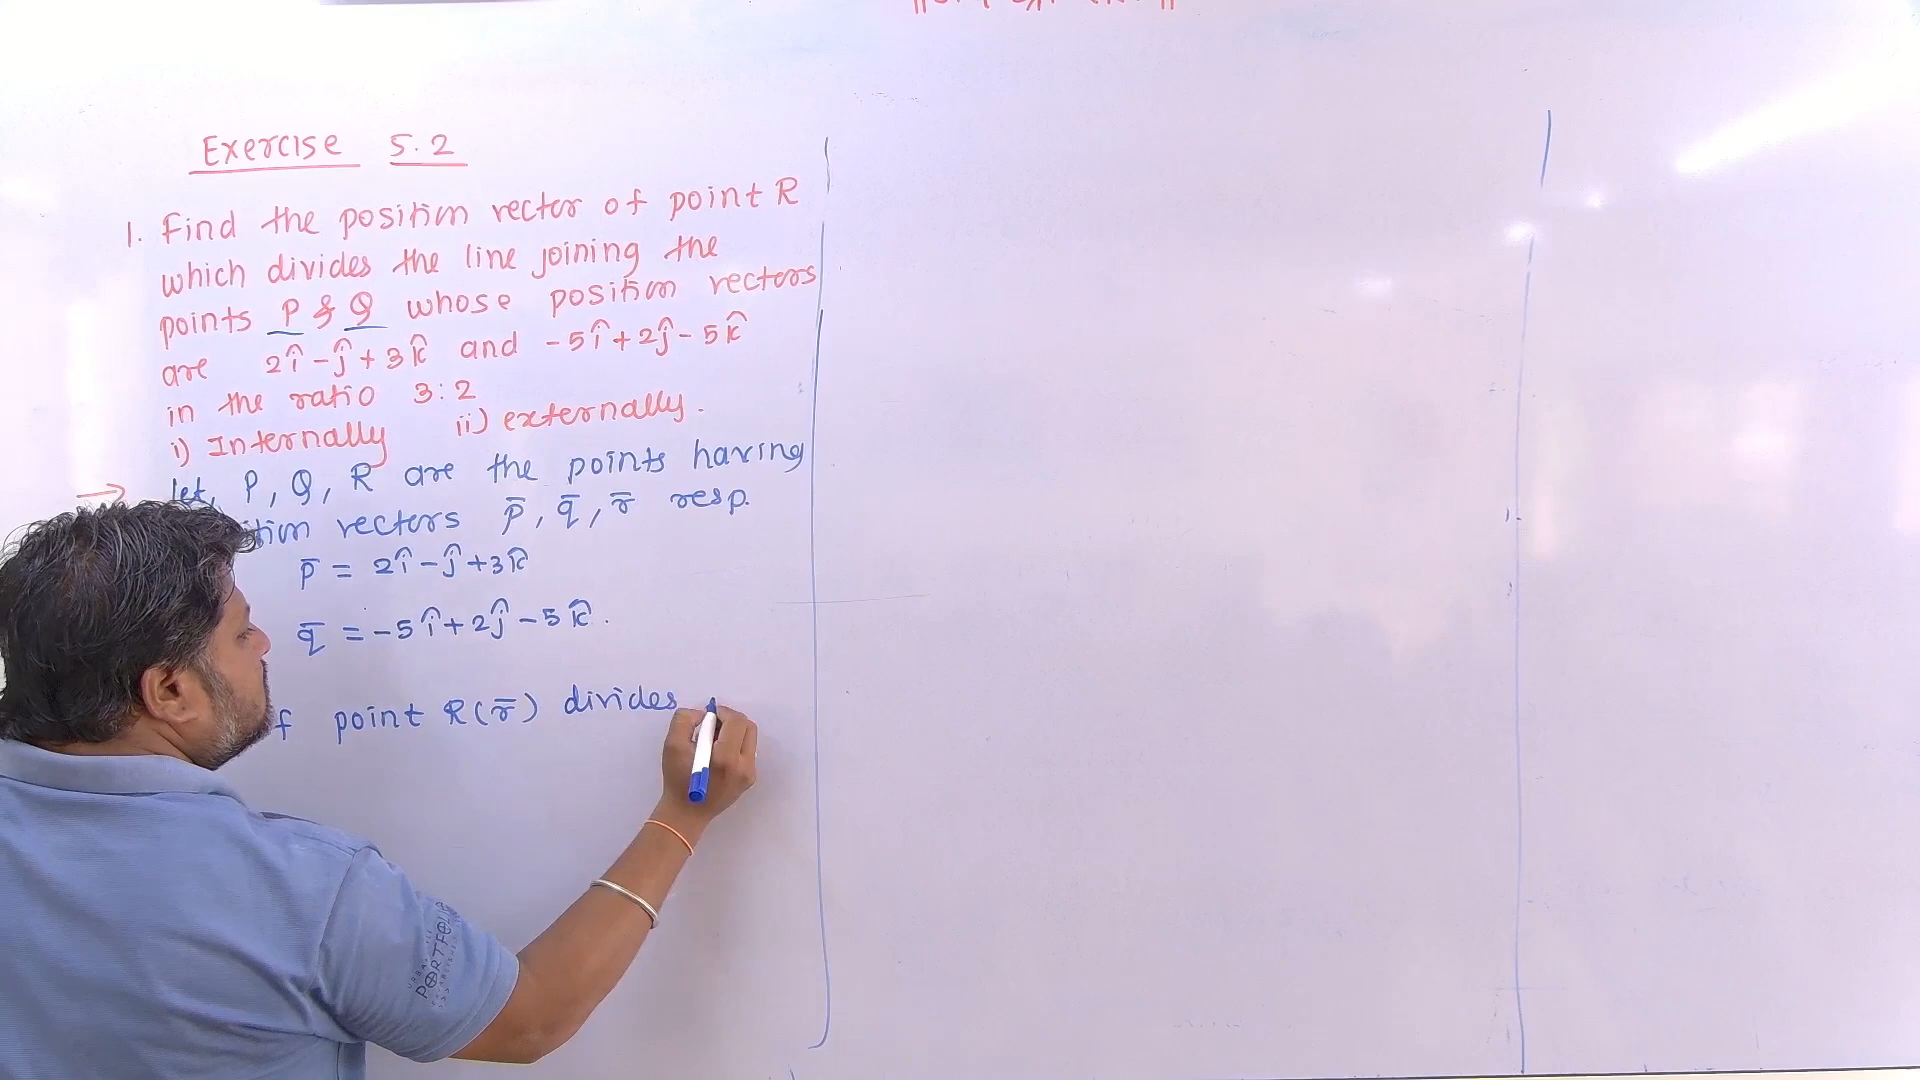 Exercise 5.2
1. Find the position vector of point R
which divides the line joining the
points P & Q whose position vectors
are 2î - ĵ + 3k̂ and -5î + 2ĵ - 5k̂
in the ratio 3:2
i) Internally ii) externally.
→ let, P, Q, R are the points having
vectors p̄, q̄, r̄ resp.
p̄ = 2î - ĵ + 3k̂
q̄ = -5î + 2ĵ - 5k̂.
point R(r̄) divides
PORTFOLIO